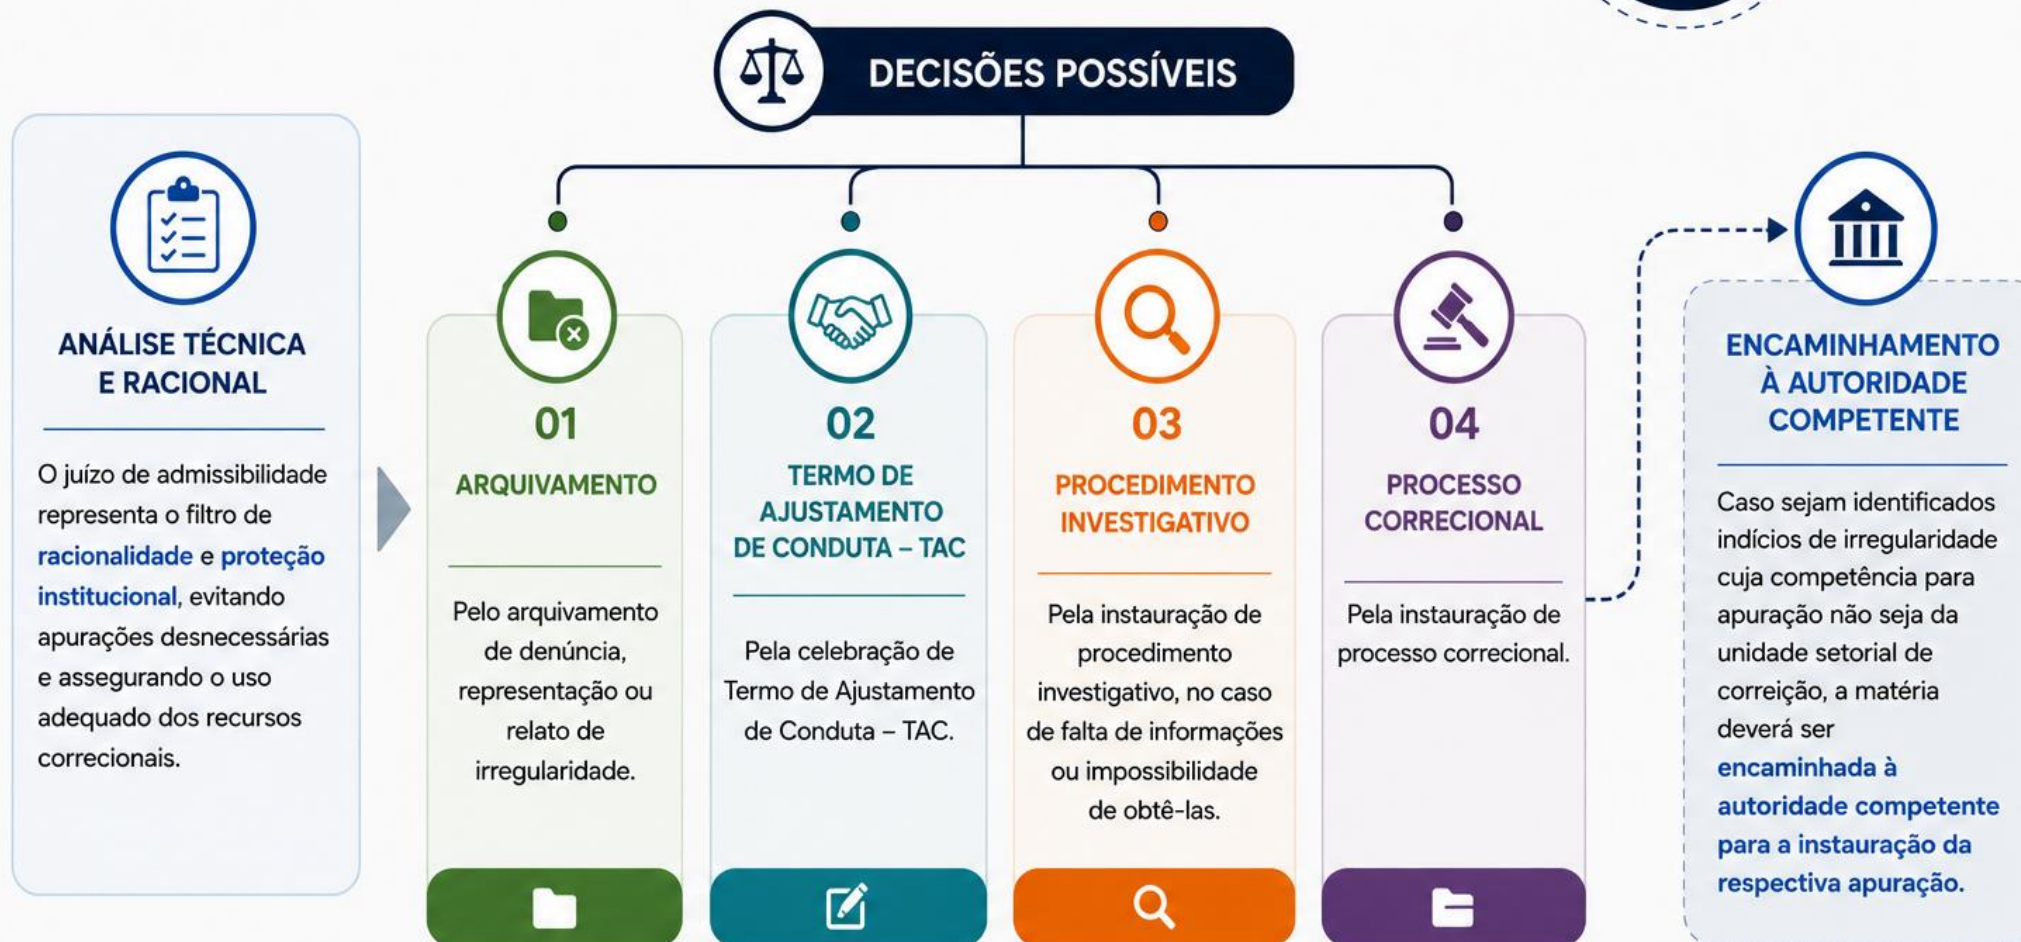 DECISÕES POSSÍVEIS
ANÁLISE TÉCNICA
E RACIONAL
O juízo de admissibilidade
representa o filtro de
racionalidade e proteção
institucional, evitando
apurações desnecessárias
e assegurando o uso
adequado dos recursos
correcionais.
01
ARQUIVAMENTO
Pelo arquivamento
de denúncia,
representação ou
relato de
irregularidade.
02
TERMO DE
AJUSTAMENTO
DE CONDUTA – TAC
Pela celebração de
Termo de Ajustamento
de Conduta – TAC.
03
PROCEDIMENTO
INVESTIGATIVO
Pela instauração de
procedimento
investigativo, no caso
de falta de informações
ou impossibilidade
de obtê-las.
04
PROCESSO
CORRECIONAL
Pela instauração de
processo correcional.
ENCAMINHAMENTO
À AUTORIDADE
COMPETENTE
Caso sejam identificados
indícios de irregularidade
cuja competência para
apuração não seja da
unidade setorial de
correição, a matéria
deverá ser
encaminhada à
autoridade competente
para a instauração da
respectiva apuração.